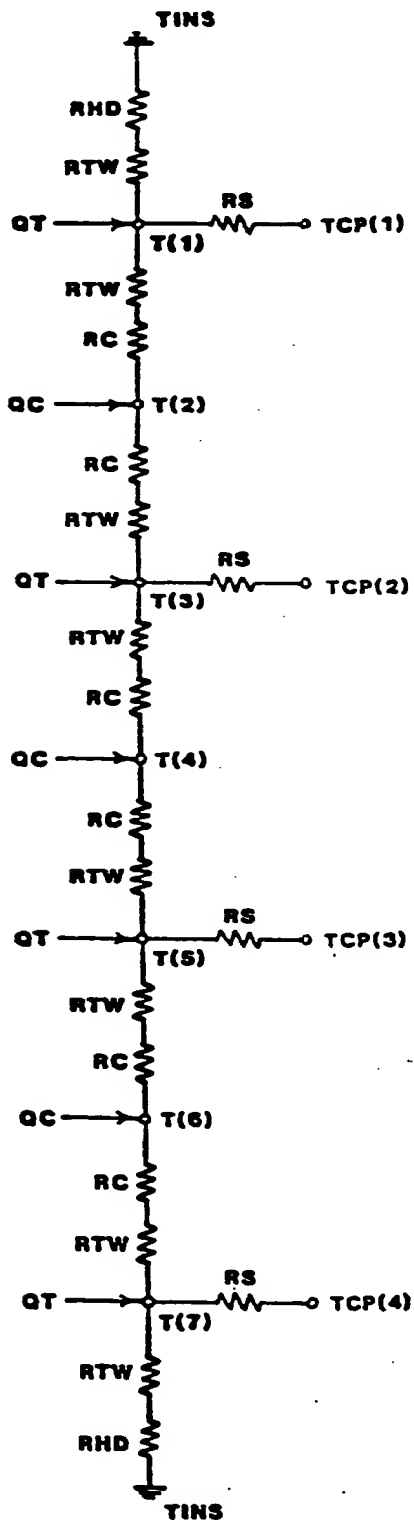 TINS
RHD
RTW
RS
QT
T(1)
TCP(1)
RTW
RC
QC
T(2)
RC
RTW
RS
QT
T(3)
TCP(2)
RTW
RC
QC
T(4)
RC
RTW
RS
QT
T(5)
TCP(3)
RTW
RC
QC
T(6)
RC
RTW
RS
QT
T(7)
TCP(4)
RTW
RHD
TINS